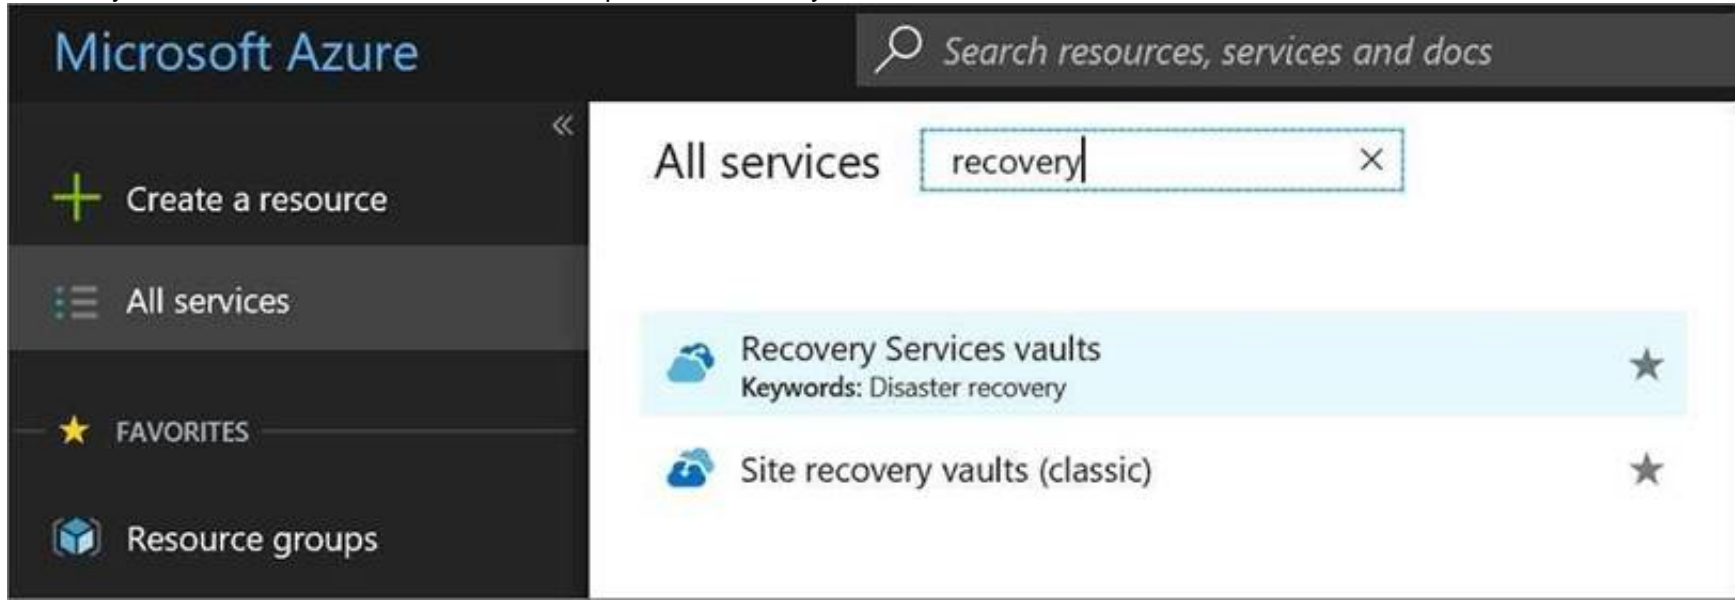 Microsoft Azure
Search resources, services and docs
«
Create a resource
All services
FAVORITES
Resource groups
All services
recovery
Recovery Services vaults
Keywords: Disaster recovery
Site recovery vaults (classic)